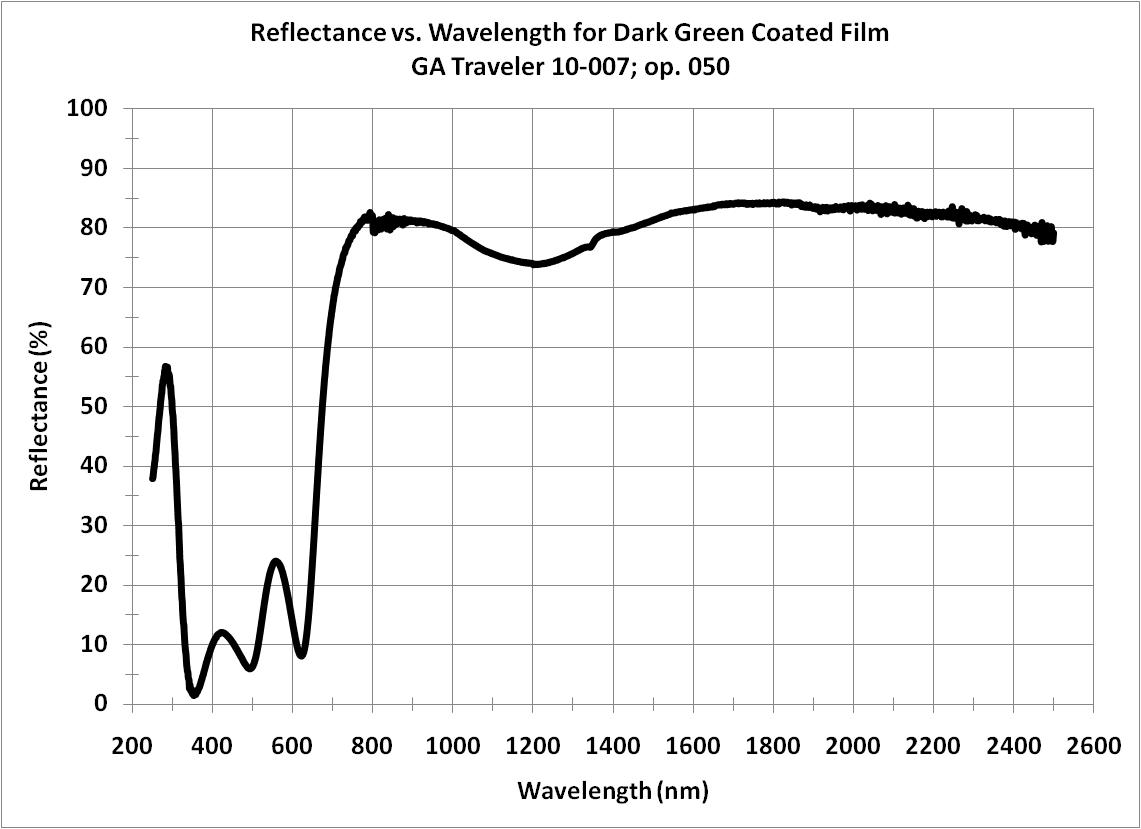 Reflectance vs. Wavelength for Dark Green Coated Film
GA Traveler 10-007; op. 050
100
90
80
70
60
50
40
30
20
10
0
Reflectance (%)
200 400 600 800 1000 1200 1400 1600 1800 2000 2200 2400 2600
Wavelength (nm)